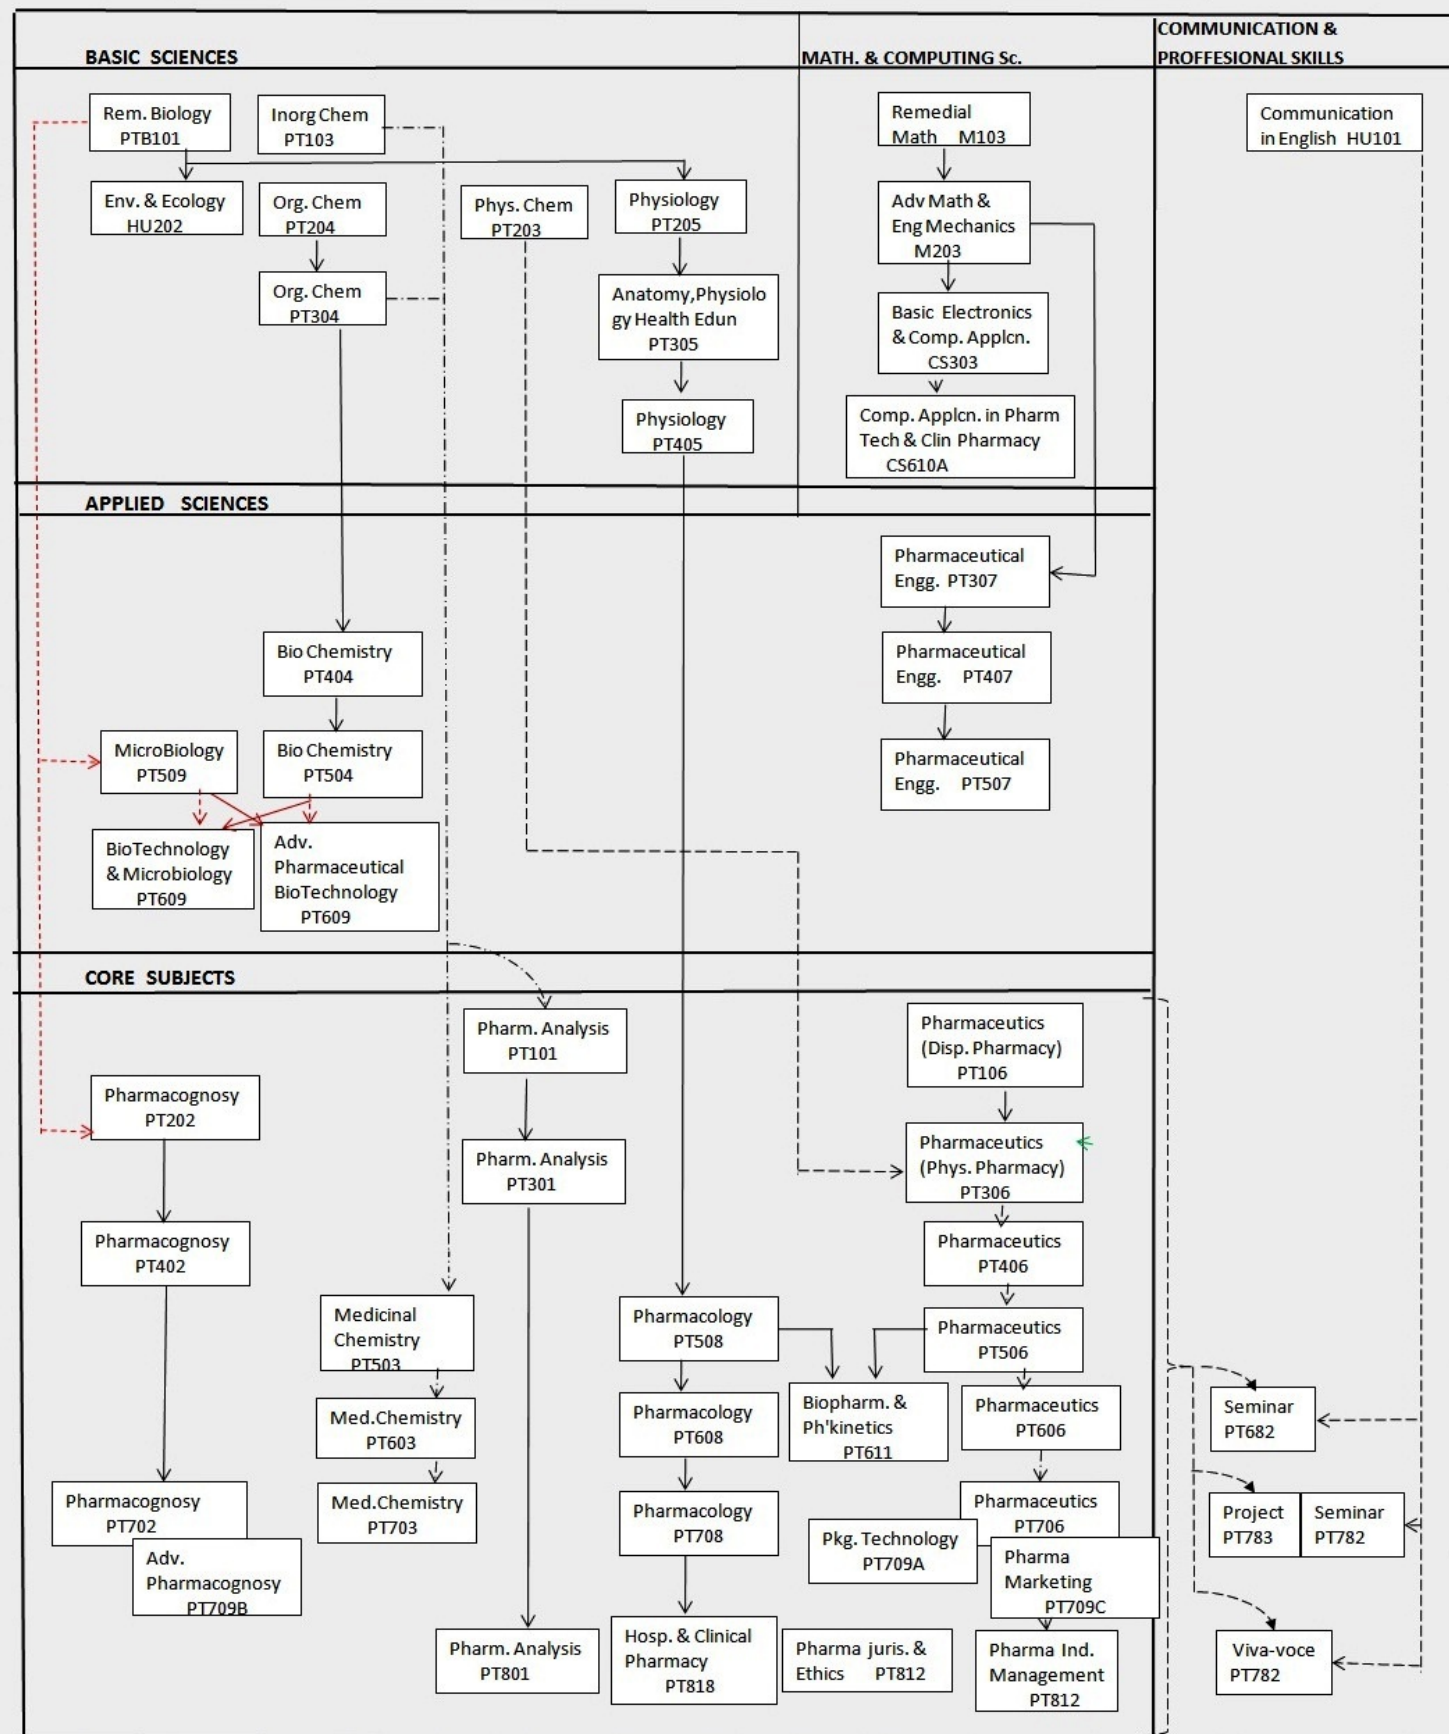 COMMUNICATION &
BASIC SCIENCES
MATH. & COMPUTING Sc.
PROFFESIONAL SKILLS
Rem. Biology
PTB101
Inorg Chem
PT103
Remedial
Math M103
Communication
in English HU101
Env. & Ecology
HU202
Org. Chem
PT204
Phys. Chem
PT203
Physiology
PT205
Adv Math &
Eng Mechanics
M203
Org. Chem
PT304
Anatomy,Physiolo
gy Health Edun
PT305
Basic Electronics
& Comp. Applcn.
CS303
Physiology
PT405
Comp. Applcn. in Pharm
Tech & Clin Pharmacy
CS610A
APPLIED SCIENCES
Pharmaceutical
Engg. PT307
Bio Chemistry
PT404
Pharmaceutical
Engg. PT407
MicroBiology
PT509
Bio Chemistry
PT504
Pharmaceutical
Engg. PT507
BioTechnology
& Microbiology
PT609
Adv.
Pharmaceutical
BioTechnology
PT609
CORE SUBJECTS
Pharm. Analysis
PT101
Pharmaceutics
(Disp. Pharmacy)
PT106
Pharmacognosy
PT202
Pharm. Analysis
PT301
Pharmaceutics
(Phys. Pharmacy)
PT306
Pharmacognosy
PT402
Pharmaceutics
PT406
Medicinal
Chemistry
PT503
Pharmacology
PT508
Pharmaceutics
PT506
Med.Chemistry
PT603
Pharmacology
PT608
Biopharm. &
Ph'kinetics
PT611
Pharmaceutics
PT606
Seminar
PT682
Pharmacognosy
PT702
Med.Chemistry
PT703
Pharmacology
PT708
Pharmaceutics
PT706
Project
PT783
Seminar
PT782
Pkg. Technology
PT709A
Adv.
Pharmacognosy
PT709B
Pharma
Marketing
PT709C
Pharm. Analysis
PT801
Hosp. & Clinical
Pharmacy
PT818
Pharma juris. &
Ethics PT812
Pharma Ind.
Management
PT812
Viva-voce
PT782